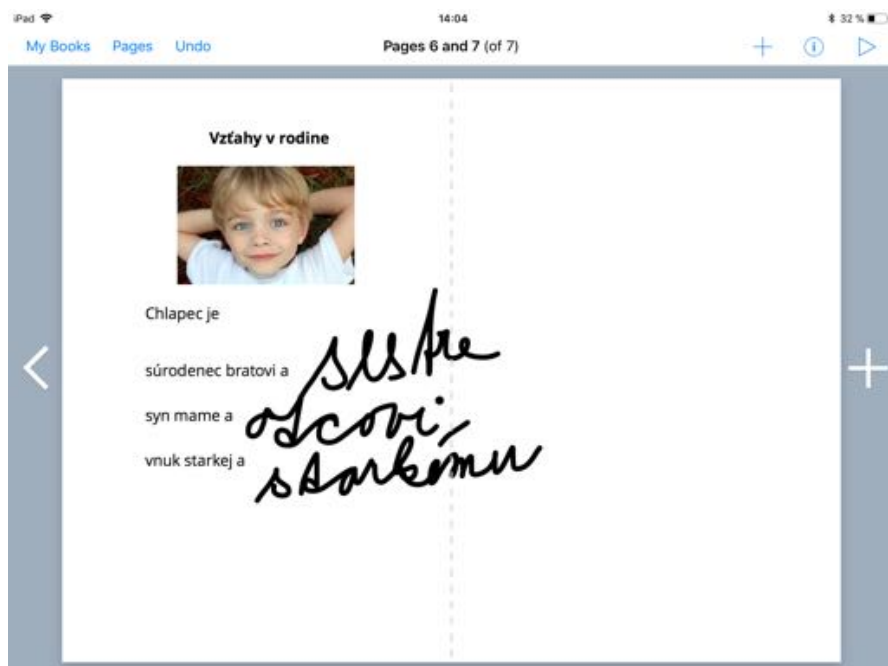 iPad 14:04 32 %
My Books Pages Undo Pages 6 and 7 (of 7)
Vzťahy v rodine
Chlapec je
súrodenec bratovi a sestre
syn mame a otcovi
vnuk starkej a starkému